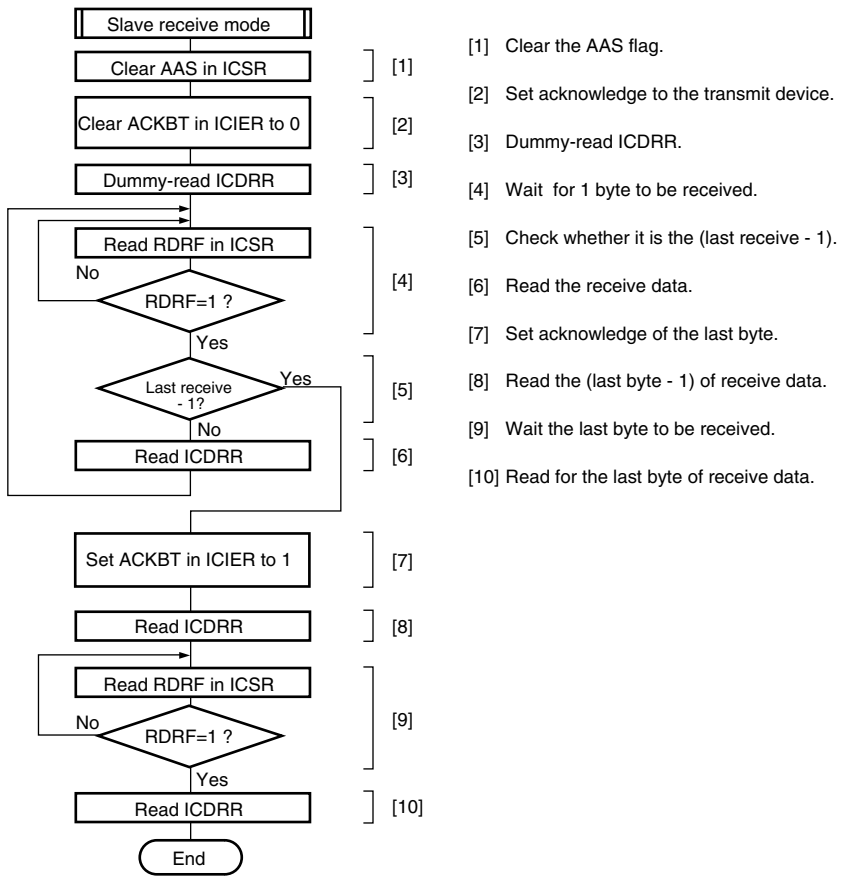 Slave receive mode
Clear AAS in ICSR
[1]
Clear ACKBT in ICIER to 0
[2]
Dummy-read ICDRR
[3]
Read RDRF in ICSR
No
RDRF=1 ?
[4]
Yes
Last receive
- 1?
Yes
[5]
No
Read ICDRR
[6]
Set ACKBT in ICIER to 1
[7]
Read ICDRR
[8]
Read RDRF in ICSR
No
RDRF=1 ?
[9]
Yes
Read ICDRR
[10]
End
[1] Clear the AAS flag.
[2] Set acknowledge to the transmit device.
[3] Dummy-read ICDRR.
[4] Wait for 1 byte to be received.
[5] Check whether it is the (last receive - 1).
[6] Read the receive data.
[7] Set acknowledge of the last byte.
[8] Read the (last byte - 1) of receive data.
[9] Wait the last byte to be received.
[10] Read for the last byte of receive data.